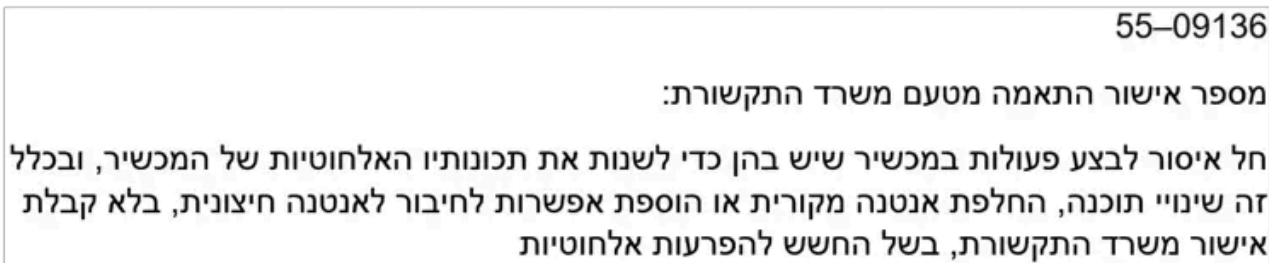 55–09136
מספר אישור התאמה מטעם משרד התקשורת:
חל איסור לבצע פעולות במכשיר שיש בהן כדי לשנות את תכונותיו האלחוטיות של המכשיר, ובכלל
זה שינויי תוכנה, החלפת אנטנה מקורית או הוספת אפשרות לחיבור לאנטנה חיצונית, בלא קבלת
אישור משרד התקשורת, בשל החשש להפרעות אלחוטיות